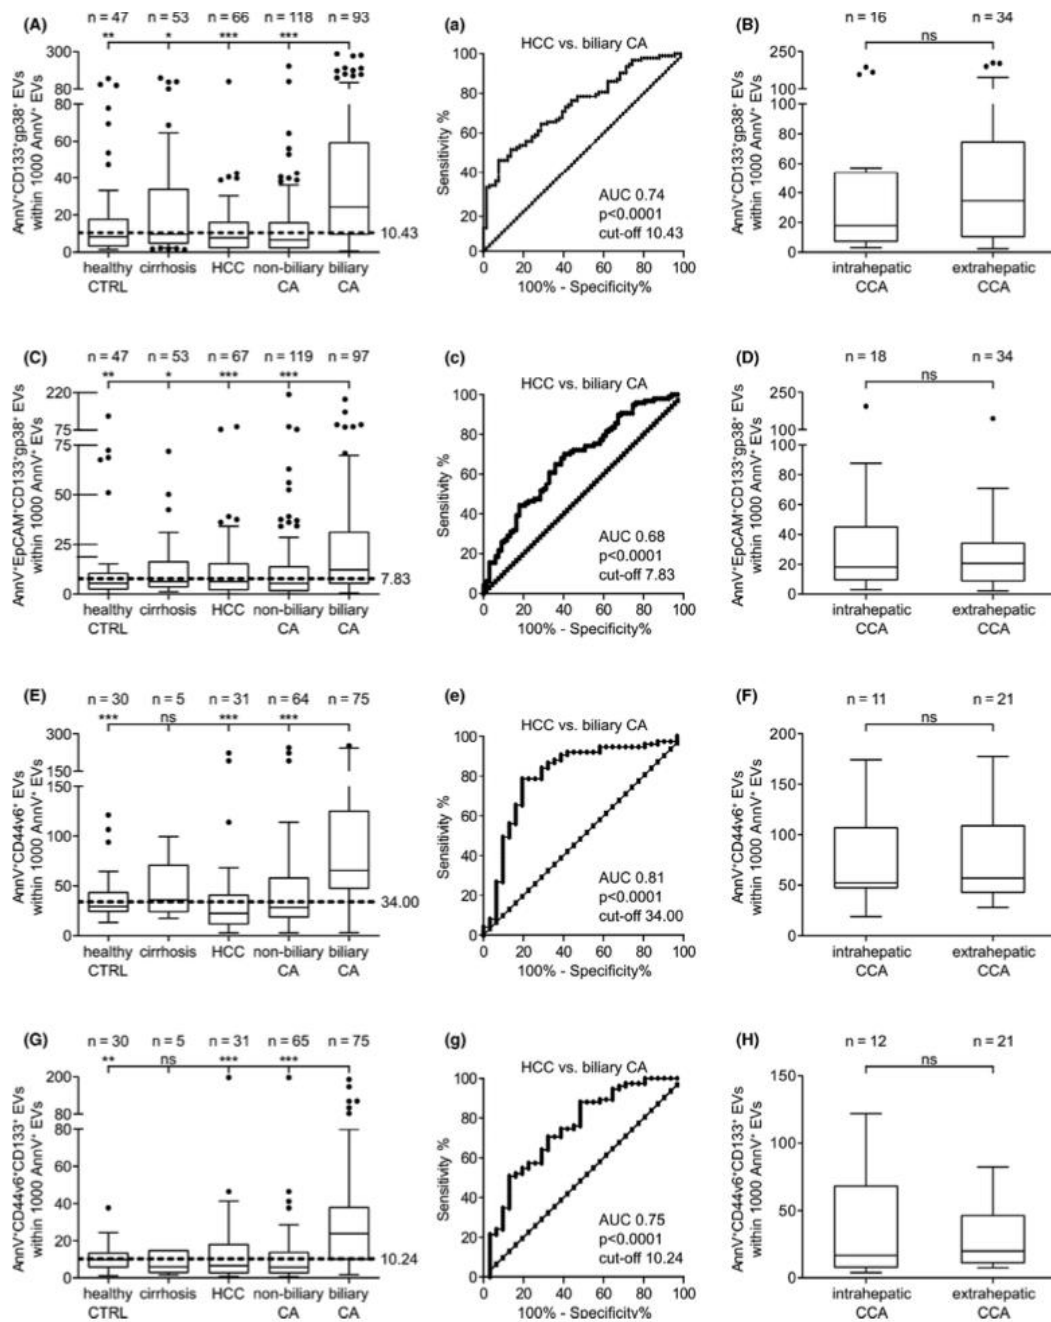 (A)
n = 47 n = 53 n = 66 n = 118 n = 93
** * *** ***
AnnV⁺CD133⁺gp38⁺ EVs
within 1000 AnnV⁺ EVs
300
80
80
60
40
20
0
10.43
healthy cirrhosis HCC non-biliary biliary
CTRL CA CA
(a)
HCC vs. biliary CA
Sensitivity %
100
80
60
40
20
0
AUC 0.74
p<0.0001
cut-off 10.43
0 20 40 60 80 100
100% - Specificity%
(B)
n = 16 n = 34
ns
AnnV⁺CD133⁺gp38⁺ EVs
within 1000 AnnV⁺ EVs
250
100
100
80
60
40
20
0
intrahepatic extrahepatic
CCA CCA
(C)
n = 47 n = 53 n = 67 n = 119 n = 97
** * *** ***
AnnV⁺EpCAM⁺CD133⁺gp38⁺ EVs
within 1000 AnnV⁺ EVs
220
75
75
50
25
0
7.83
healthy cirrhosis HCC non-biliary biliary
CTRL CA CA
(c)
HCC vs. biliary CA
Sensitivity %
100
80
60
40
20
0
AUC 0.68
p<0.0001
cut-off 7.83
0 20 40 60 80 100
100% - Specificity%
(D)
n = 18 n = 34
ns
AnnV⁺EpCAM⁺CD133⁺gp38⁺ EVs
within 1000 AnnV⁺ EVs
250
100
100
80
60
40
20
0
intrahepatic extrahepatic
CCA CCA
(E)
n = 30 n = 5 n = 31 n = 64 n = 75
*** ns *** ***
AnnV⁺CD44v6⁺ EVs
within 1000 AnnV⁺ EVs
300
150
150
100
50
0
34.00
healthy cirrhosis HCC non-biliary biliary
CTRL CA CA
(e)
HCC vs. biliary CA
Sensitivity %
100
80
60
40
20
0
AUC 0.81
p<0.0001
cut-off 34.00
0 20 40 60 80 100
100% - Specificity%
(F)
n = 11 n = 21
ns
AnnV⁺CD44v6⁺ EVs
within 1000 AnnV⁺ EVs
200
150
100
50
0
intrahepatic extrahepatic
CCA CCA
(G)
n = 30 n = 5 n = 31 n = 65 n = 75
** ns *** ***
AnnV⁺CD44v6⁺CD133⁺ EVs
within 1000 AnnV⁺ EVs
200
80
80
60
40
20
0
10.24
healthy cirrhosis HCC non-biliary biliary
CTRL CA CA
(g)
HCC vs. biliary CA
Sensitivity %
100
80
60
40
20
0
AUC 0.75
p<0.0001
cut-off 10.24
0 20 40 60 80 100
100% - Specificity%
(H)
n = 12 n = 21
ns
AnnV⁺CD44v6⁺CD133⁺ EVs
within 1000 AnnV⁺ EVs
150
100
50
0
intrahepatic extrahepatic
CCA CCA